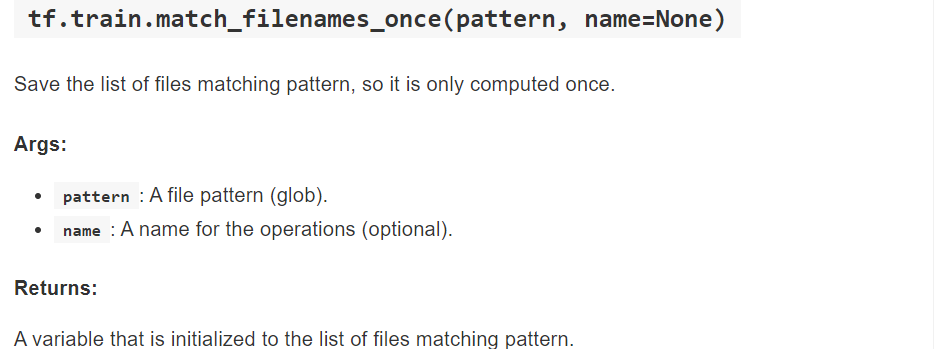 tf.train.match_filenames_once(pattern, name=None)
Save the list of files matching pattern, so it is only computed once.
Args:
• pattern : A file pattern (glob).
• name : A name for the operations (optional).
Returns:
A variable that is initialized to the list of files matching pattern.